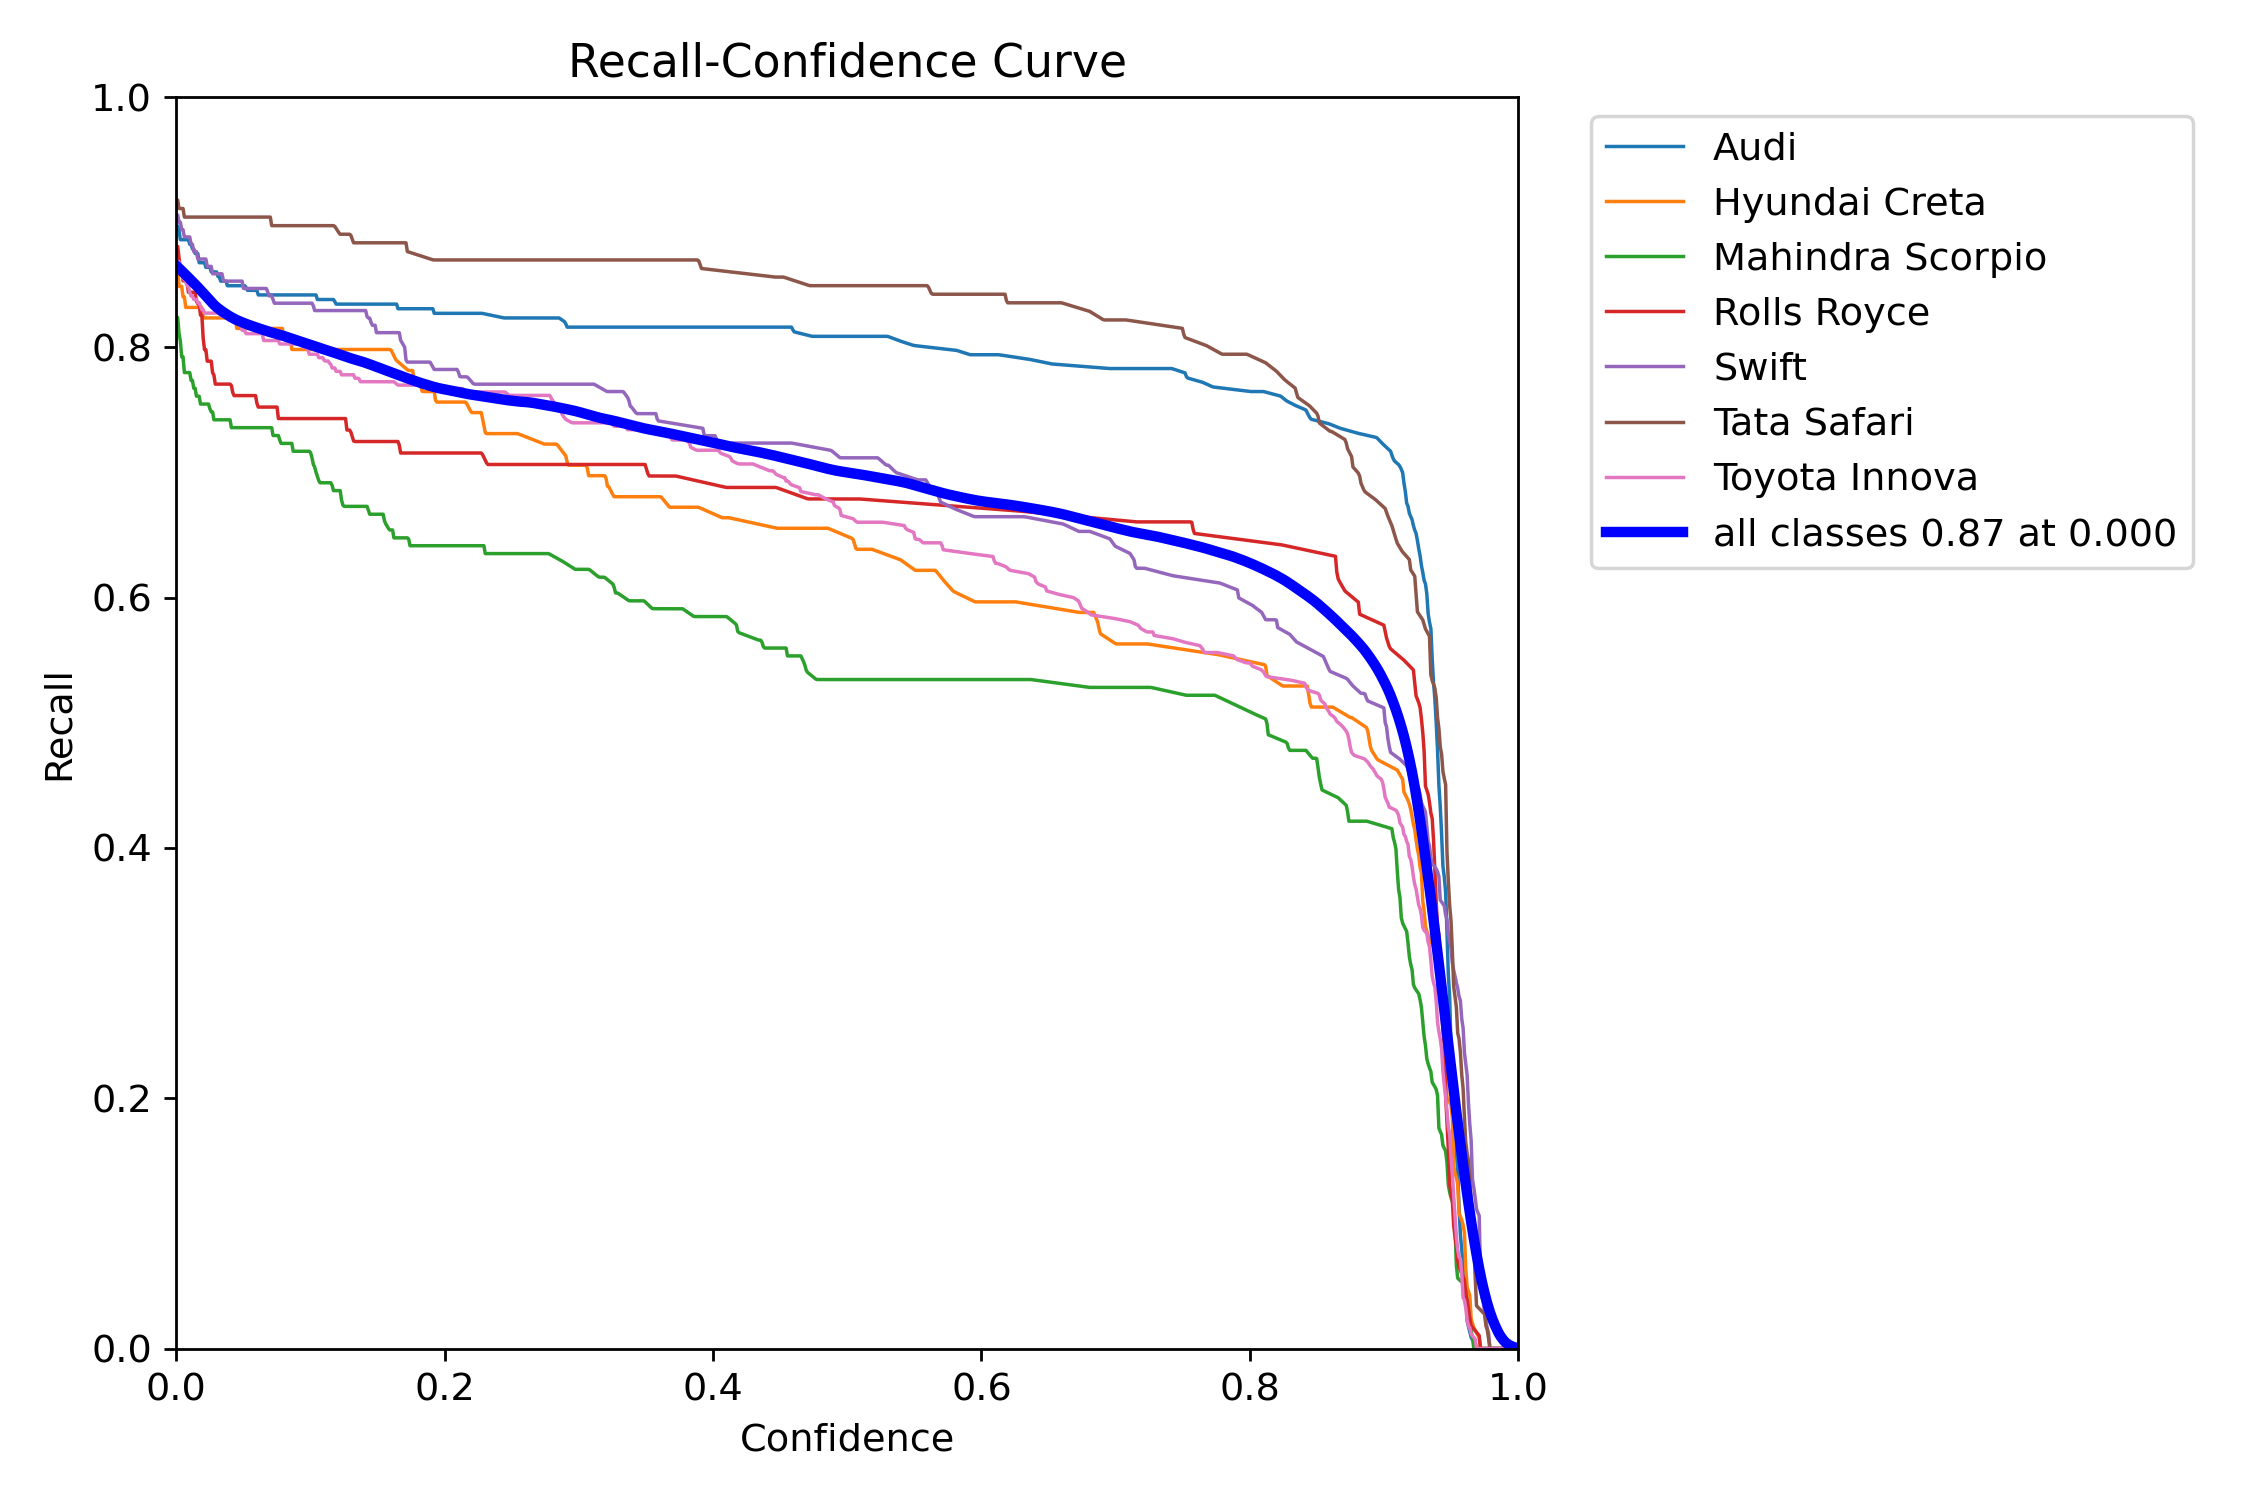 Recall-Confidence Curve
1.0
0.8
0.6
0.4
0.2
0.0
Recall
0.0 0.2 0.4 0.6 0.8 1.0
Confidence
Audi
Hyundai Creta
Mahindra Scorpio
Rolls Royce
Swift
Tata Safari
Toyota Innova
all classes 0.87 at 0.000